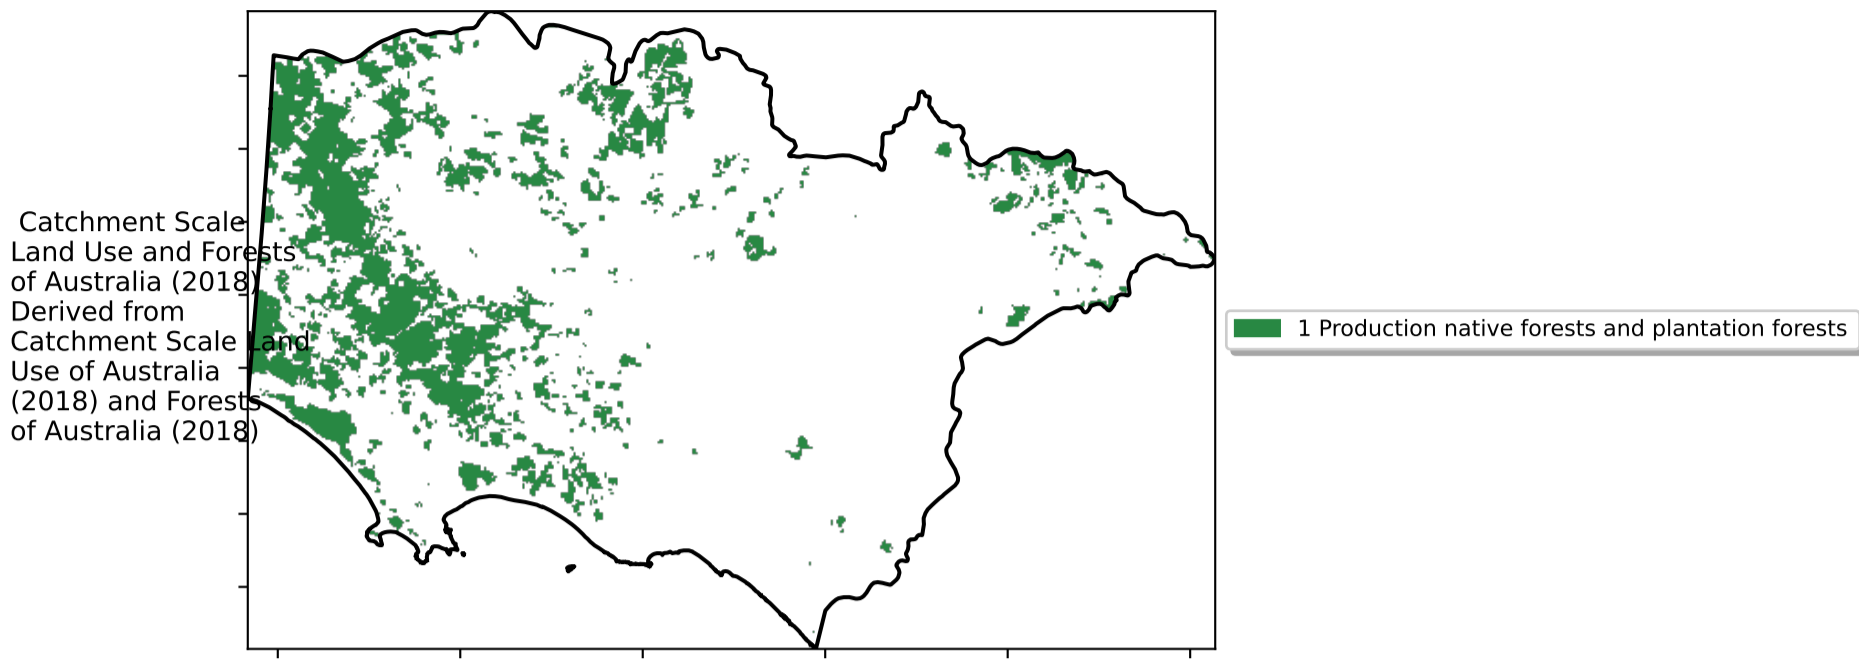 Catchment Scale
Land Use and Forests
of Australia (2018)
Derived from
Catchment Scale Land
Use of Australia
(2018) and Forests
of Australia (2018)
1 Production native forests and plantation forests